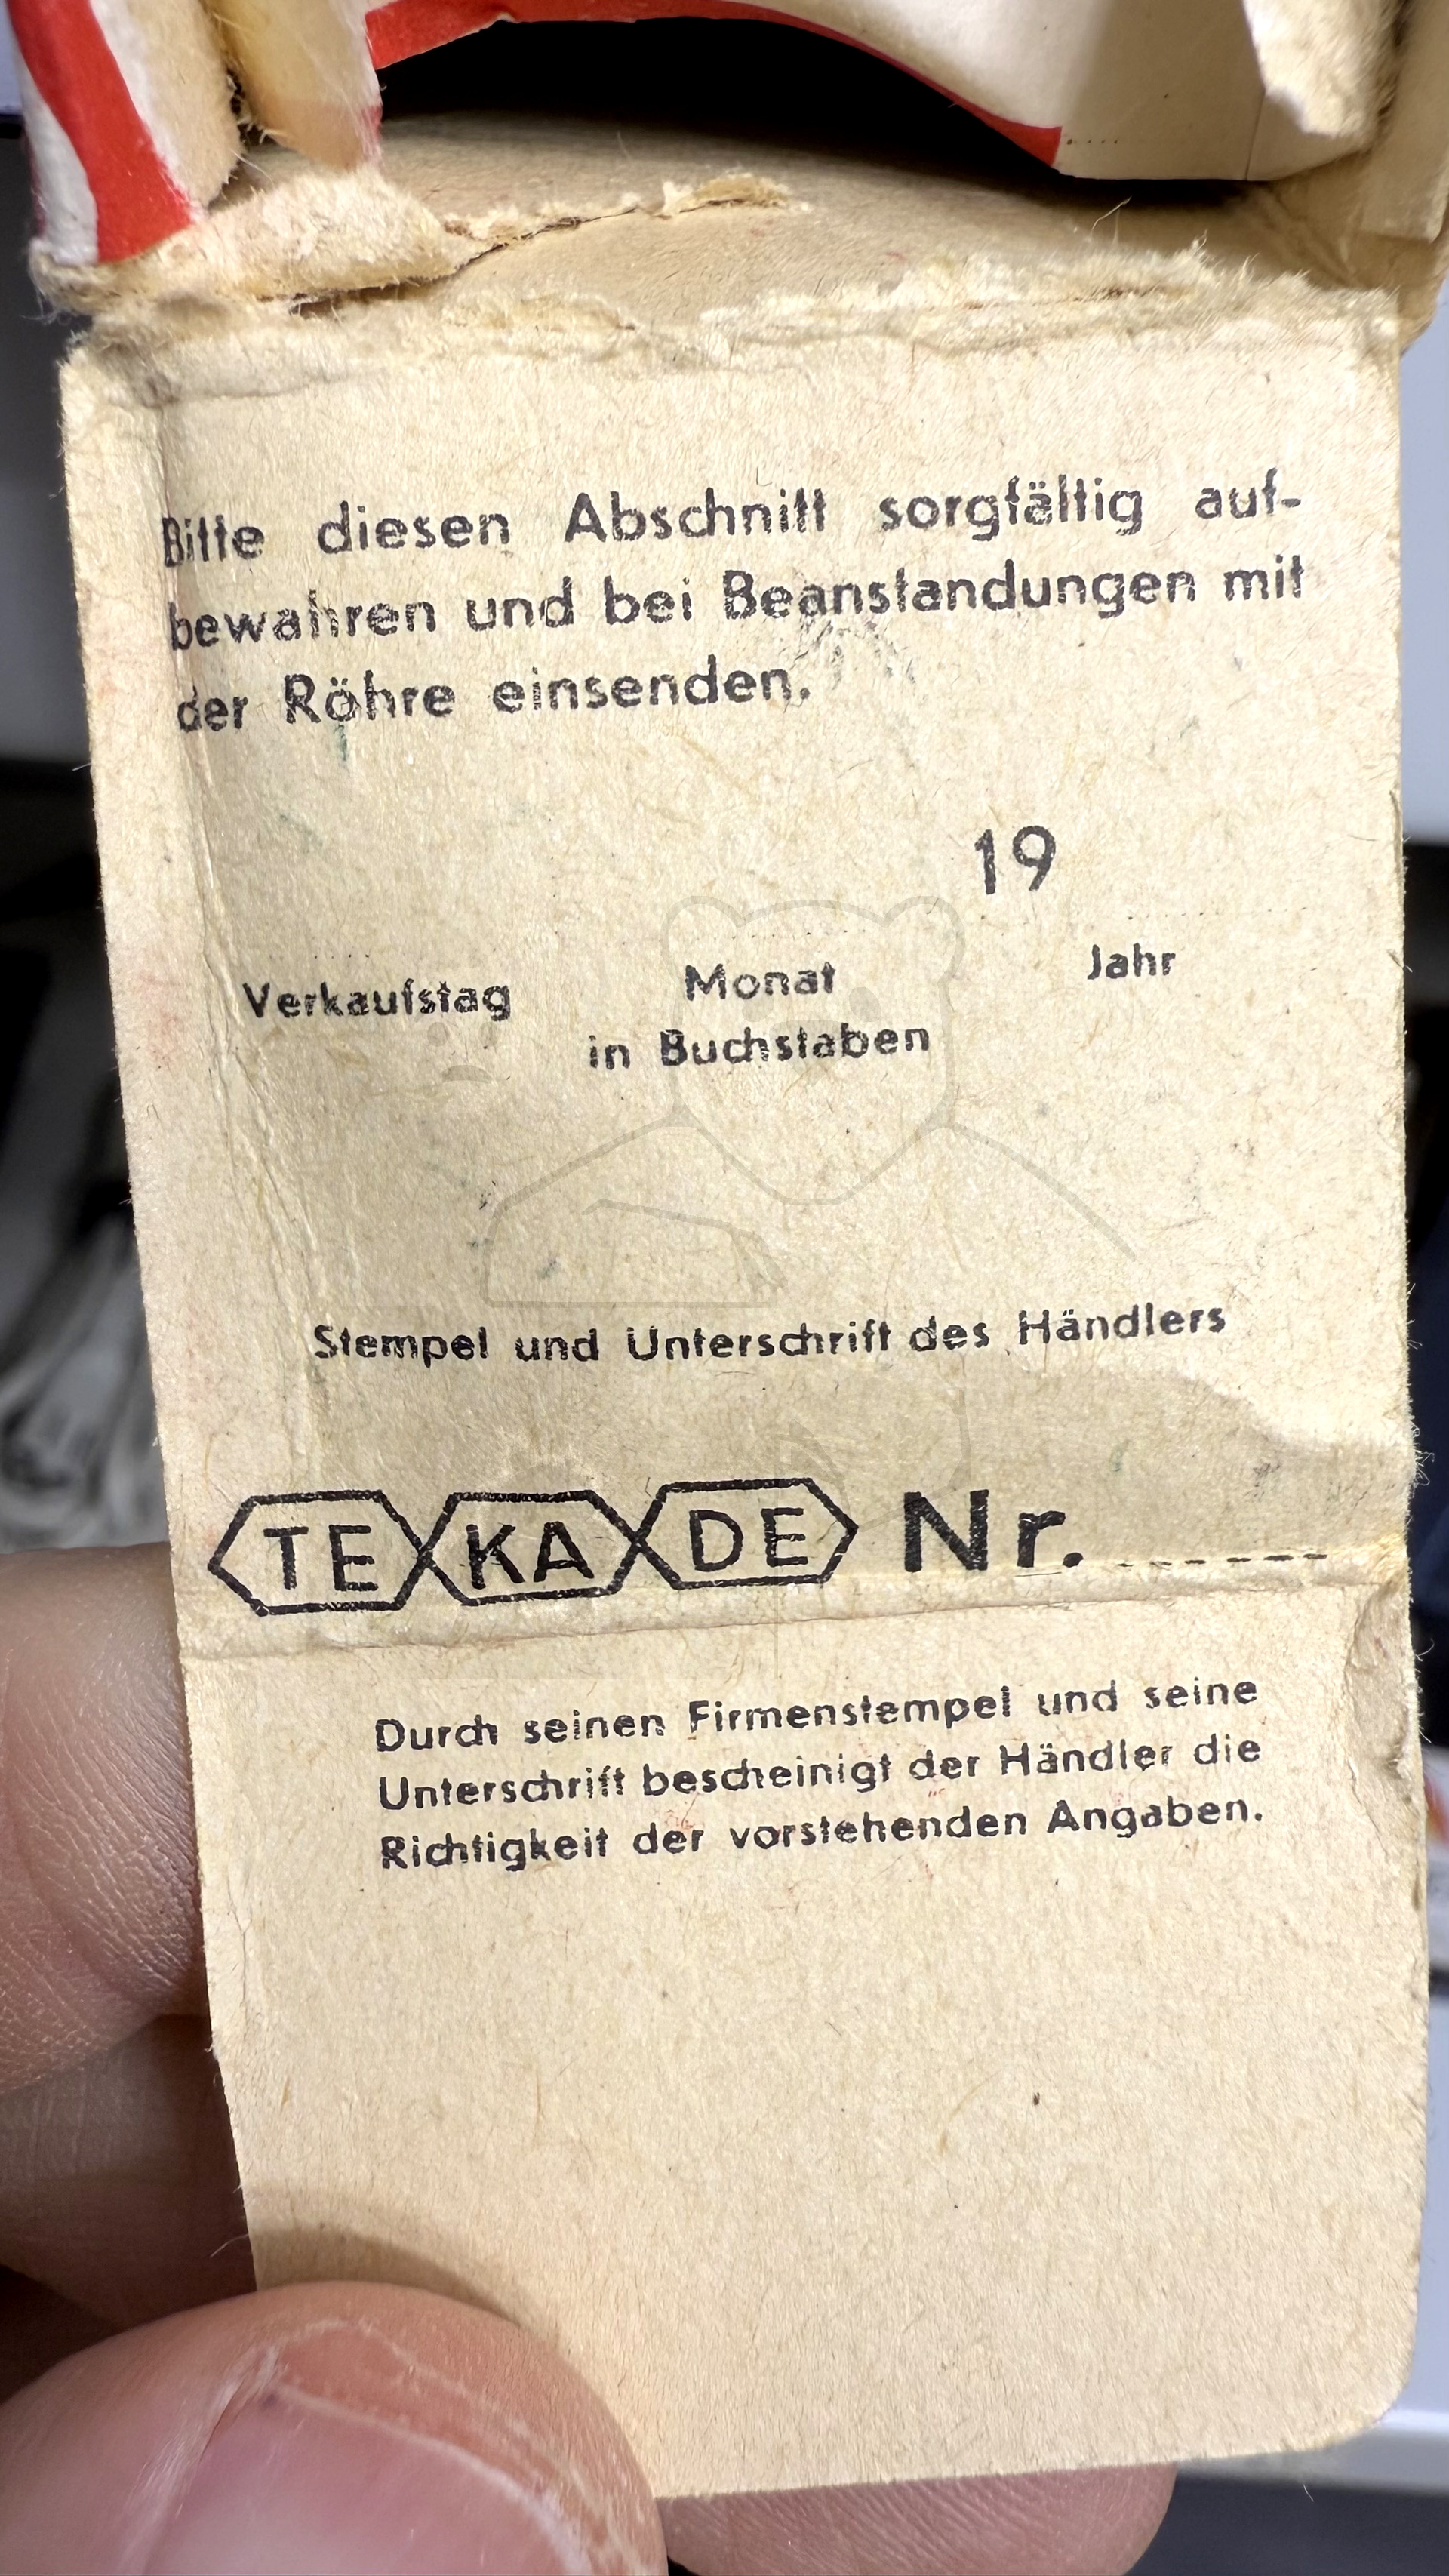 Bitte diesen Abschnitt sorgfältig auf-
bewahren und bei Beanstandungen mit
der Röhre einsenden.
19
Verkaufstag Monat Jahr
in Buchstaben
Stempel und Unterschrift des Händlers
TE KA DE Nr.
Durch seinen Firmenstempel und seine
Unterschrift bescheinigt der Händler die
Richtigkeit der vorstehenden Angaben.